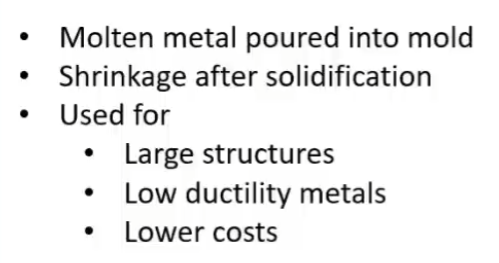 • Molten metal poured into mold
• Shrinkage after solidification
• Used for
• Large structures
• Low ductility metals
• Lower costs